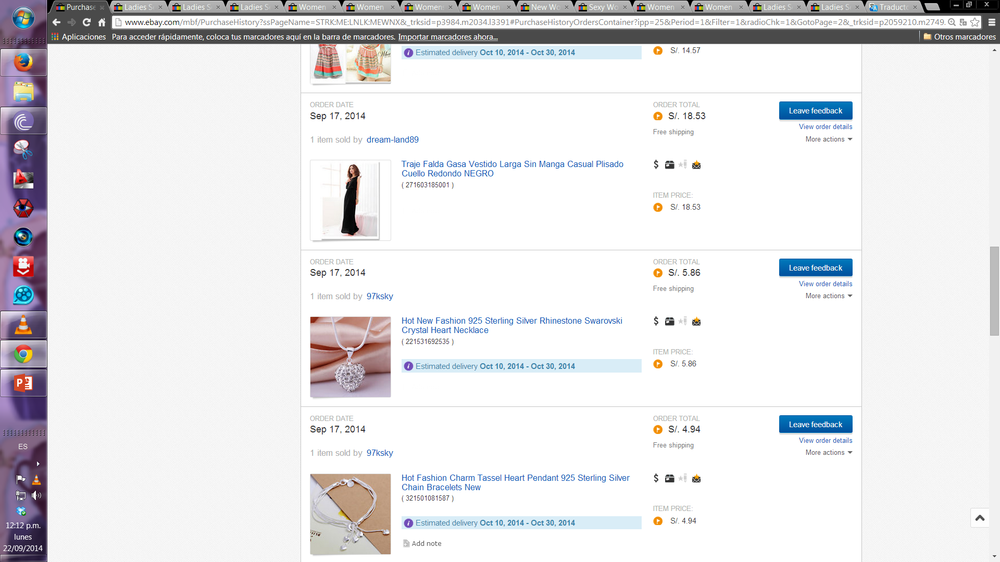 Purchase
Ladies S
Ladies S
Ladies S
Women
Women
Womens
Women
New Wo
Sexy Wo
Women
Women
Ladies S
Ladies S
Traducto
www.ebay.com/mbf/PurchaseHistory?ssPageName=STRK:ME:LNLK:MEWNX&_trksid=p3984.m2034.l3391#PurchaseHistoryOrdersContainer?ipp=25&Period=1&Filter=1&radioChk=1&GotoPage=2&_trksid=p2059210.m2749.
Aplicaciones Para acceder rápidamente, coloca tus marcadores aquí en la barra de marcadores. Importar marcadores ahora... Otros marcadores
Estimated delivery Oct 10, 2014 - Oct 30, 2014
S/. 14.57
ORDER DATE
Sep 17, 2014
ORDER TOTAL
S/. 18.53
Free shipping
Leave feedback
View order details
More actions
1 item sold by dream-land89
Traje Falda Gasa Vestido Larga Sin Manga Casual Plisado
Cuello Redondo NEGRO
( 271603185001 )
ITEM PRICE:
S/. 18.53
ORDER DATE
Sep 17, 2014
ORDER TOTAL
S/. 5.86
Free shipping
Leave feedback
View order details
More actions
1 item sold by 97ksky
Hot New Fashion 925 Sterling Silver Rhinestone Swarovski
Crystal Heart Necklace
( 221531692535 )
Estimated delivery Oct 10, 2014 - Oct 30, 2014
ITEM PRICE:
S/. 5.86
ORDER DATE
Sep 17, 2014
ORDER TOTAL
S/. 4.94
Free shipping
Leave feedback
View order details
More actions
1 item sold by 97ksky
Hot Fashion Charm Tassel Heart Pendant 925 Sterling Silver
Chain Bracelets New
( 321501081587 )
Estimated delivery Oct 10, 2014 - Oct 30, 2014
Add note
ITEM PRICE:
S/. 4.94
ES
12:12 p.m.
lunes
22/09/2014